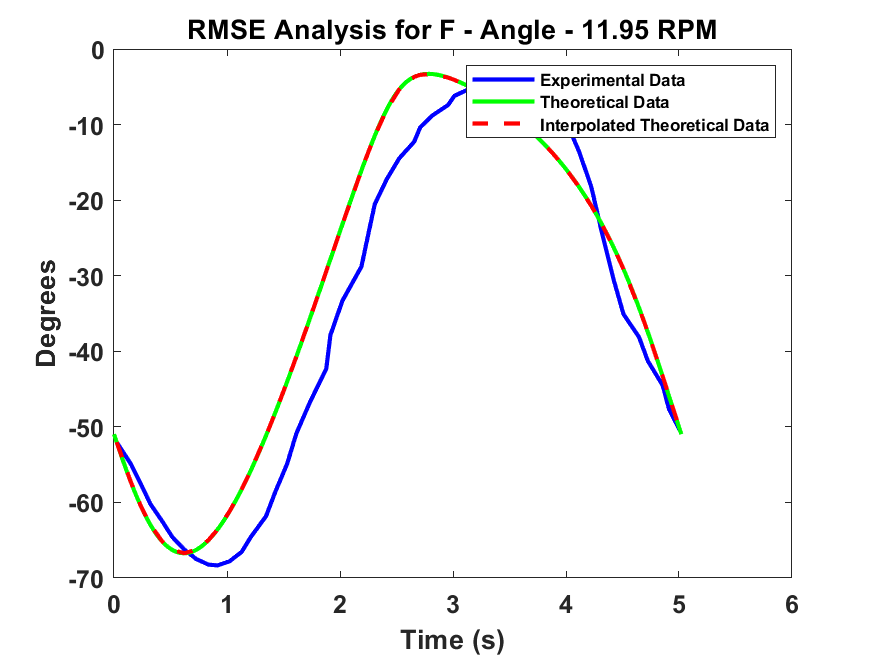 RMSE Analysis for F - Angle - 11.95 RPM
Experimental Data
Theoretical Data
Interpolated Theoretical Data
Degrees
0
-10
-20
-30
-40
-50
-60
-70
0 1 2 3 4 5 6
Time (s)